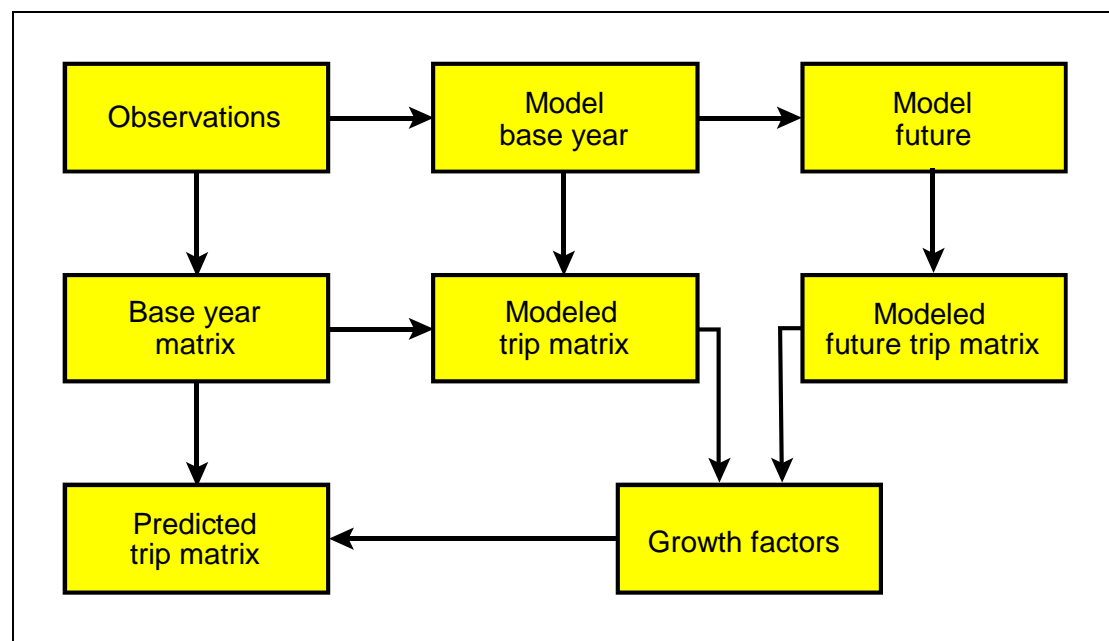 Observations
Model
base year
Model
future
Base year
matrix
Modeled
trip matrix
Modeled
future trip matrix
Predicted
trip matrix
Growth factors